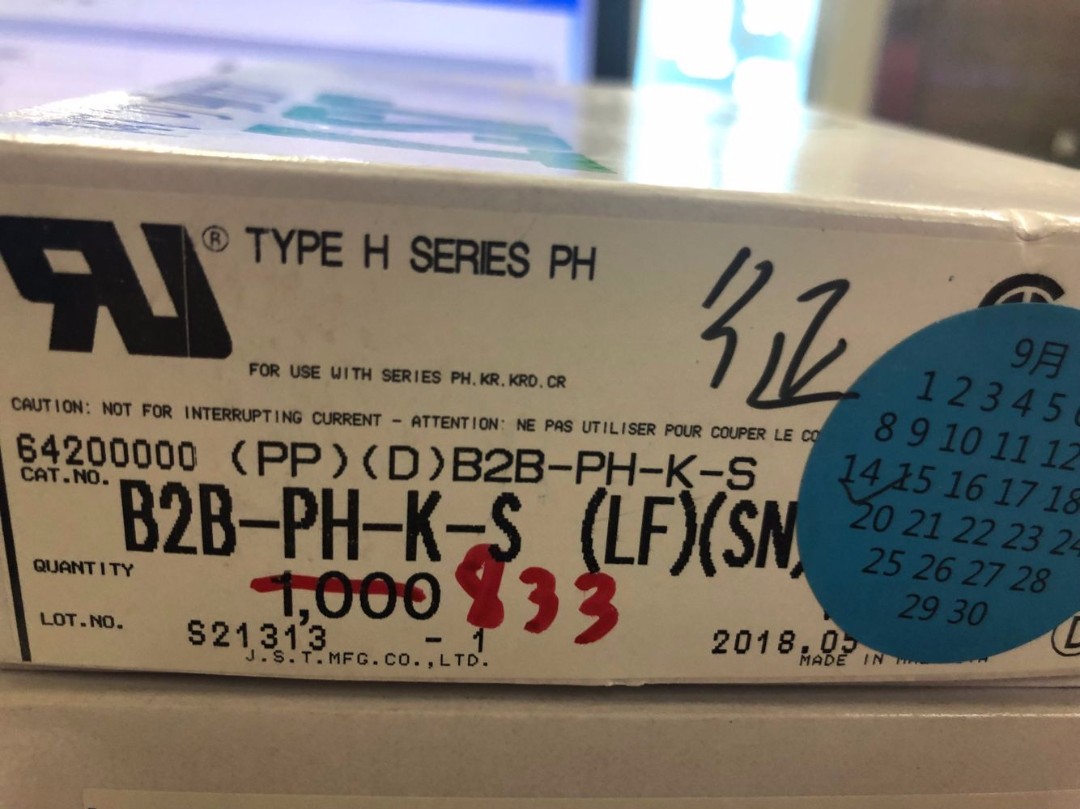 ® TYPE H SERIES PH
征
FOR USE WITH SERIES PH.KR.KRD.CR
CAUTION: NOT FOR INTERRUPTING CURRENT - ATTENTION: NE PAS UTILISER POUR COUPER LE
64200000 (PP)(D)B2B-PH-K-S
CAT.NO.
B2B-PH-K-S (LF)(SN
QUANTITY
1,000 833
LOT.NO.
S21313 - 1
2018.05
J.S.T.MFG.CO.,LTD.
MADE IN
9月
1 2 3 4 5
8 9 10 11 12
14 15 16 17 18
20 21 22 23 24
25 26 27 28
29 30